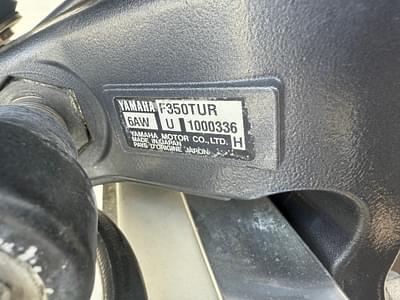 YAMAHA F350TUR
6AW U 1000336
YAMAHA MOTOR CO., LTD. H
MADE IN JAPAN
PAYS D'ORIGINE JAPON